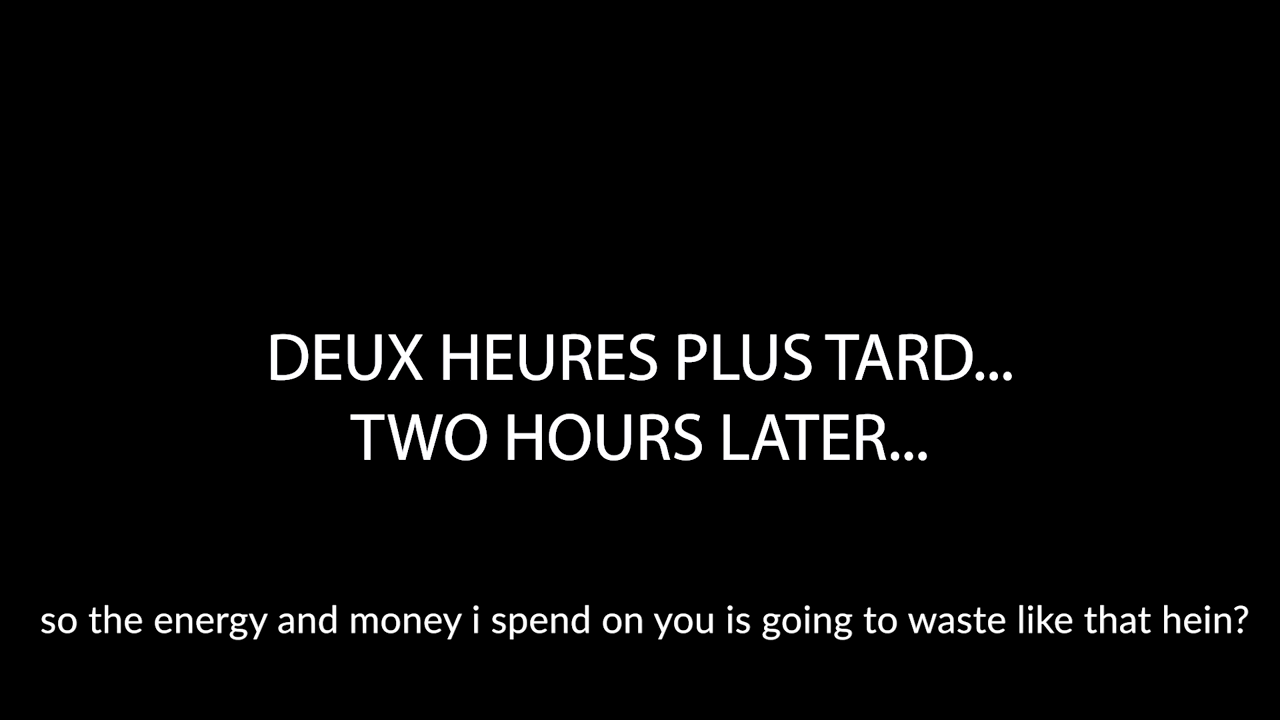 DEUX HEURES PLUS TARD...
TWO HOURS LATER...
so the energy and money i spend on you is going to waste like that hein?